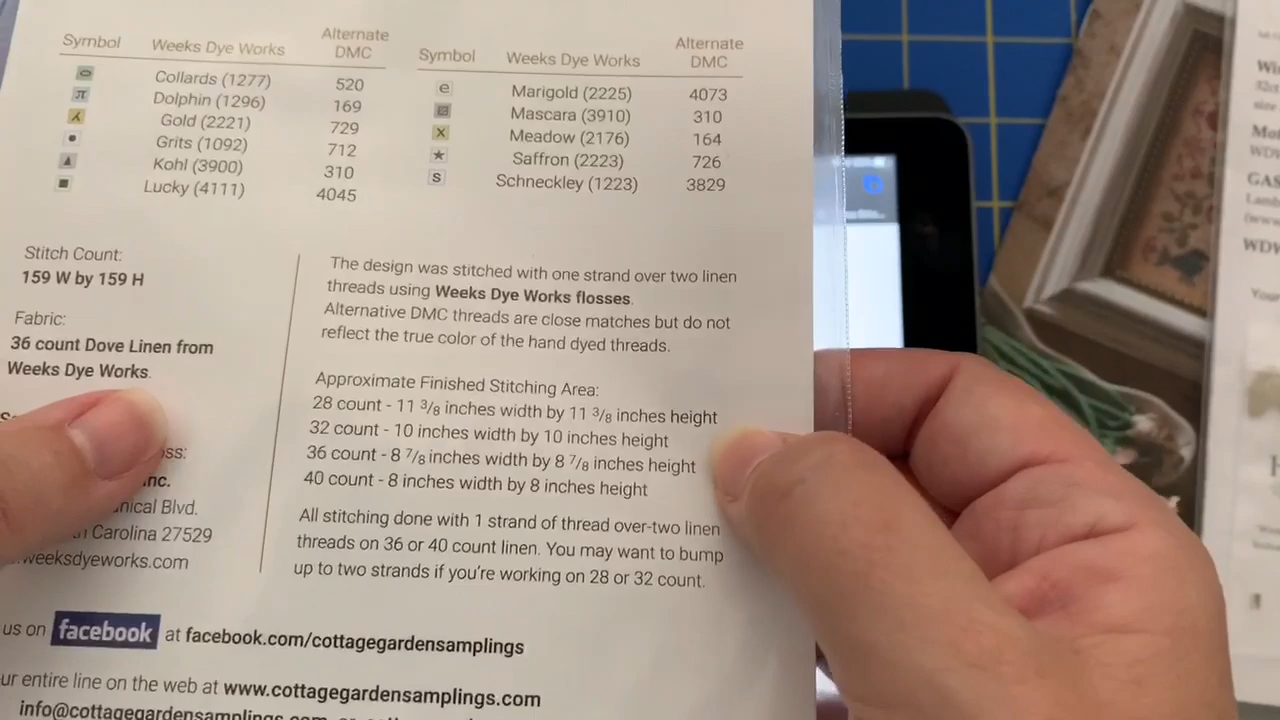 Symbol Weeks Dye Works Alternate DMC
Collards (1277) 520
π Dolphin (1296) 169
Gold (2221) 729
Grits (1092) 712
Kohl (3900) 310
Lucky (4111) 4045
Symbol Weeks Dye Works Alternate DMC
e Marigold (2225) 4073
Mascara (3910) 310
X Meadow (2176) 164
★ Saffron (2223) 726
S Schneckley (1223) 3829
Stitch Count:
159 W by 159 H
Fabric:
36 count Dove Linen from
Weeks Dye Works.
The design was stitched with one strand over two linen
threads using Weeks Dye Works flosses.
Alternative DMC threads are close matches but do not
reflect the true color of the hand dyed threads.
Approximate Finished Stitching Area:
28 count - 11 3/8 inches width by 11 3/8 inches height
32 count - 10 inches width by 10 inches height
36 count - 8 7/8 inches width by 8 7/8 inches height
40 count - 8 inches width by 8 inches height
All stitching done with 1 strand of thread over-two linen
threads on 36 or 40 count linen. You may want to bump
up to two strands if you're working on 28 or 32 count.
Blvd.
Carolina 27529
weeksdyeworks.com
us on facebook at facebook.com/cottagegardensamplings
entire line on the web at www.cottagegardensamplings.com
info@cottagegardensamplings.com